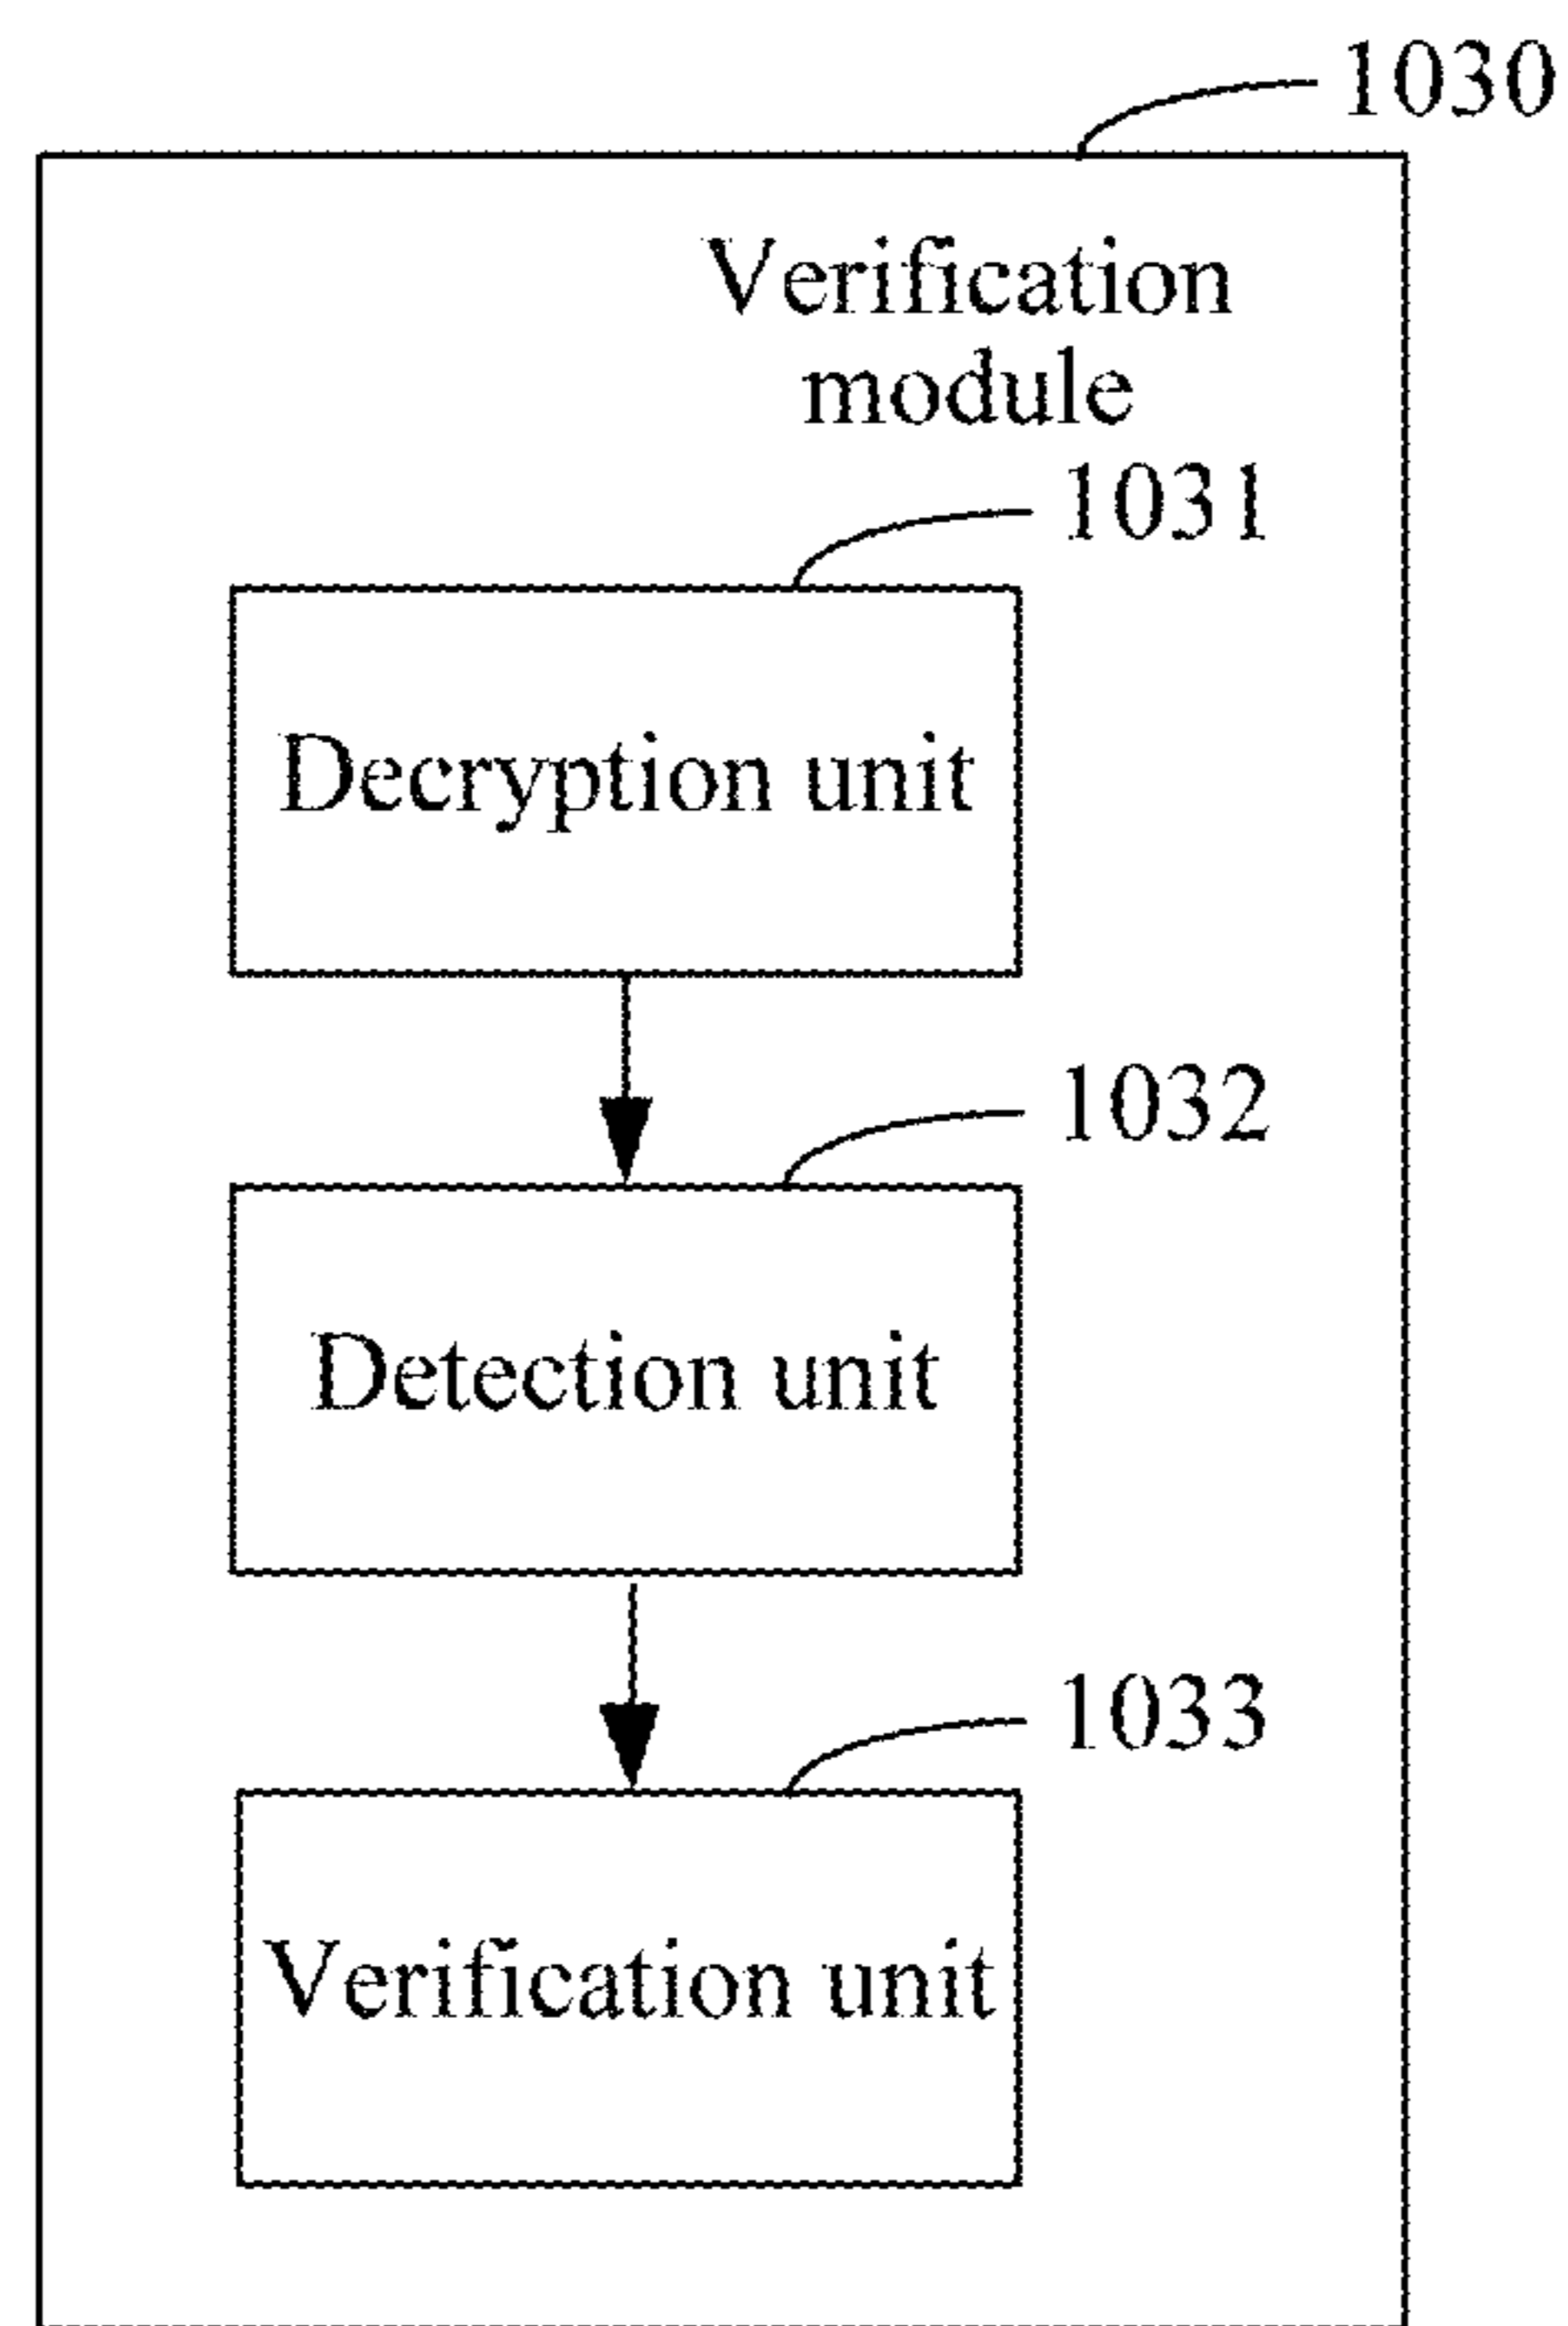 1030
Verification
module
1031
Decryption unit
1032
Detection unit
1033
Verification unit